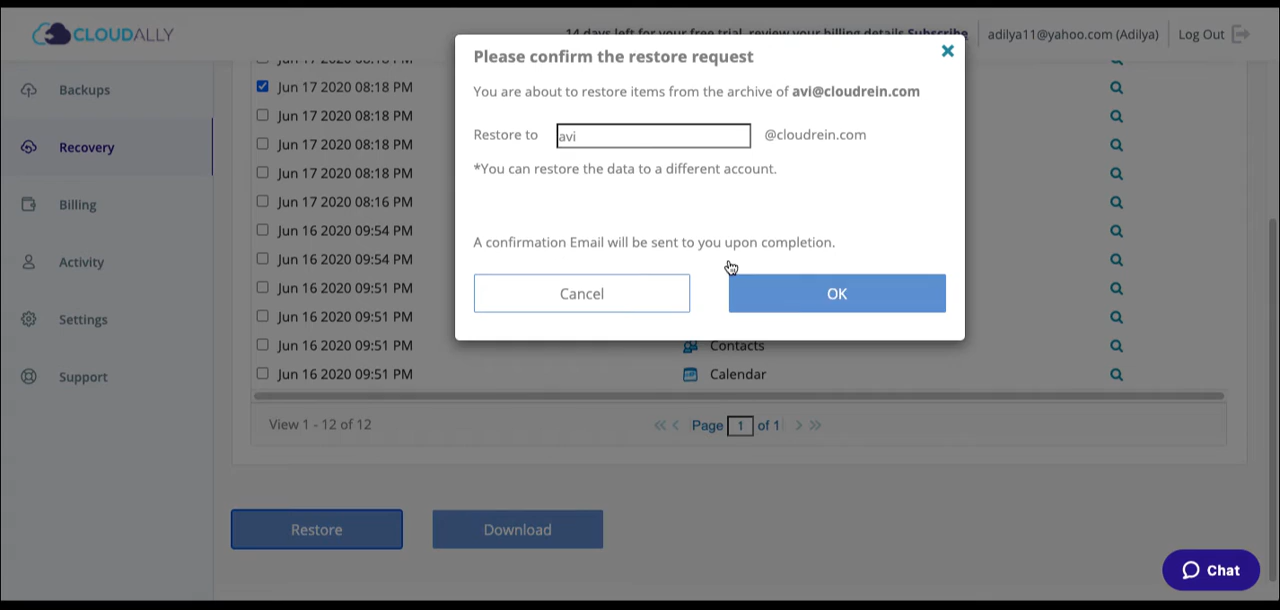 CLOUDALLY
14 days left for your free trial, review your billing details Subscribe
adilya11@yahoo.com (Adilya)
Log Out
Backups
Recovery
Billing
Activity
Settings
Support
Jun 17 2020 08:18 PM
Jun 17 2020 08:18 PM
Jun 17 2020 08:18 PM
Jun 17 2020 08:18 PM
Jun 17 2020 08:18 PM
Jun 17 2020 08:16 PM
Jun 16 2020 09:54 PM
Jun 16 2020 09:54 PM
Jun 16 2020 09:51 PM
Jun 16 2020 09:51 PM
Jun 16 2020 09:51 PM Contacts
Jun 16 2020 09:51 PM Calendar
View 1 - 12 of 12
Page 1 of 1
Restore
Download
Please confirm the restore request
You are about to restore items from the archive of avi@cloudrein.com
Restore to avi @cloudrein.com
*You can restore the data to a different account.
A confirmation Email will be sent to you upon completion.
Cancel
OK
Chat